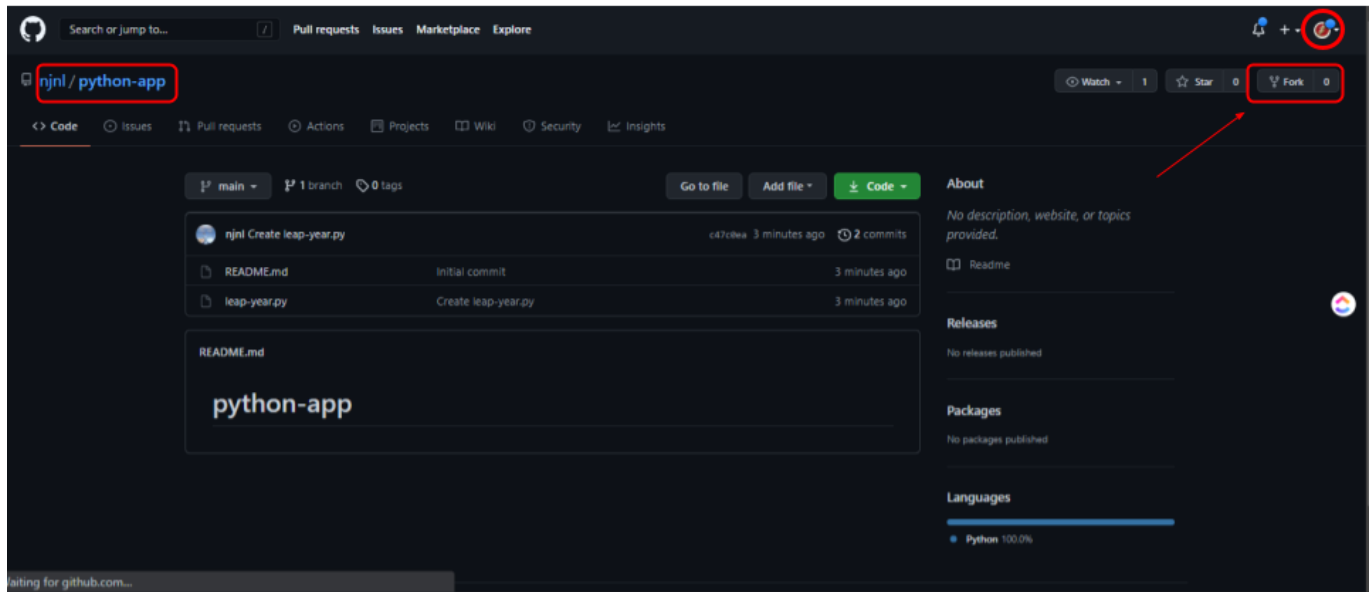 Search or jump to... / Pull requests Issues Marketplace Explore
njnl / python-app Watch 1 Star 0 Fork 0
Code Issues Pull requests Actions Projects Wiki Security Insights
main 1 branch 0 tags Go to file Add file Code
About
No description, website, or topics
provided.
njnl Create leap-year.py c47c0ea 3 minutes ago 2 commits
README.md Initial commit 3 minutes ago
Readme
leap-year.py Create leap-year.py 3 minutes ago
Releases
No releases published
README.md
python-app
Packages
No packages published
Languages
Python 100.0%
/aiting for github.com...